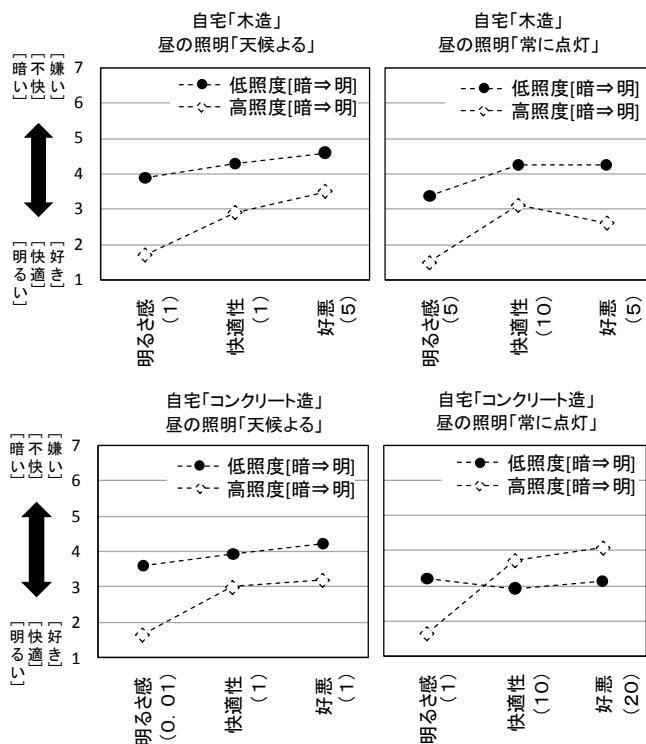 自宅「木造」
昼の照明「天候よる」
[嫌い]
[不快]
[暗い]
[好き]
[快適]
[明るい]
7
6
5
4
3
2
1
低照度[暗⇒明]
高照度[暗⇒明]
明るさ感
(1)
快適性
(1)
好悪
(5)
自宅「木造」
昼の照明「常に点灯」
低照度[暗⇒明]
高照度[暗⇒明]
明るさ感
(5)
快適性
(10)
好悪
(5)
自宅「コンクリート造」
昼の照明「天候よる」
[嫌い]
[不快]
[暗い]
[好き]
[快適]
[明るい]
7
6
5
4
3
2
1
低照度[暗⇒明]
高照度[暗⇒明]
明るさ感
(0.01)
快適性
(1)
好悪
(1)
自宅「コンクリート造」
昼の照明「常に点灯」
低照度[暗⇒明]
高照度[暗⇒明]
明るさ感
(1)
快適性
(10)
好悪
(20)